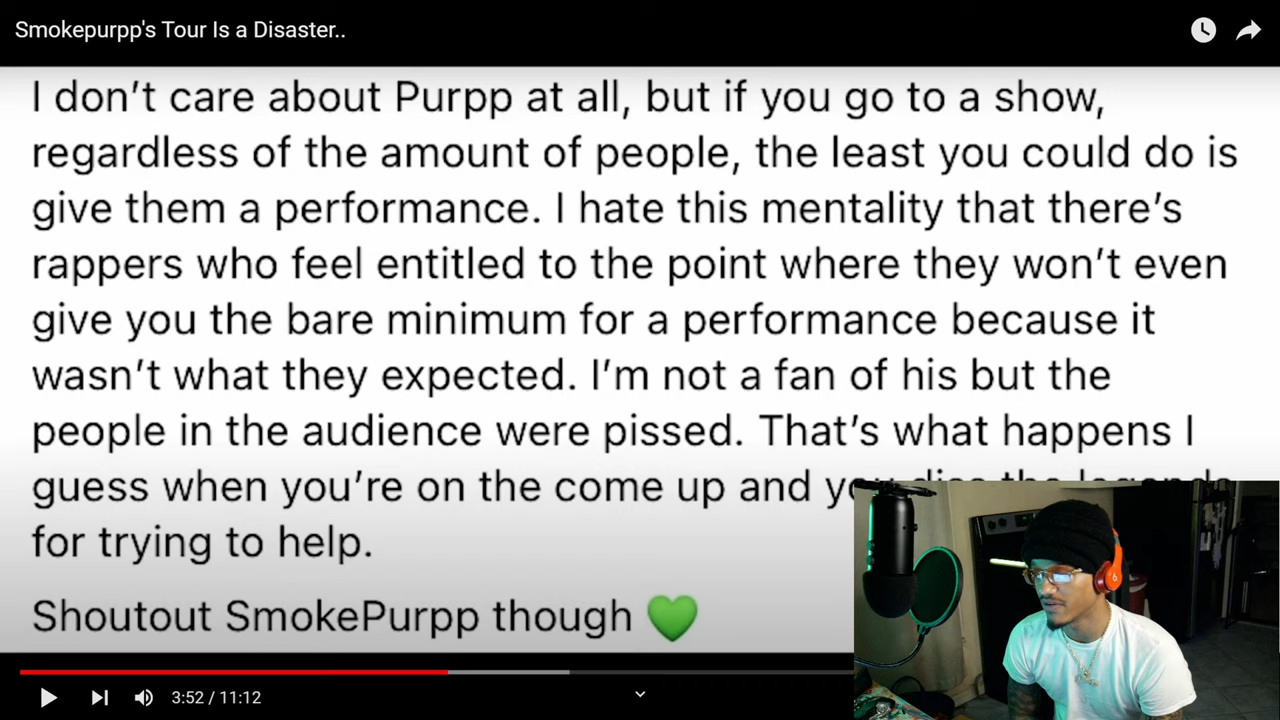 Smokepurpp's Tour Is a Disaster..
I don't care about Purpp at all, but if you go to a show,
regardless of the amount of people, the least you could do is
give them a performance. I hate this mentality that there's
rappers who feel entitled to the point where they won't even
give you the bare minimum for a performance because it
wasn't what they expected. I'm not a fan of his but the
people in the audience were pissed. That's what happens I
guess when you're on the come up and you diss the legends
for trying to help.
Shoutout SmokePurpp though 💚
3:52 / 11:12